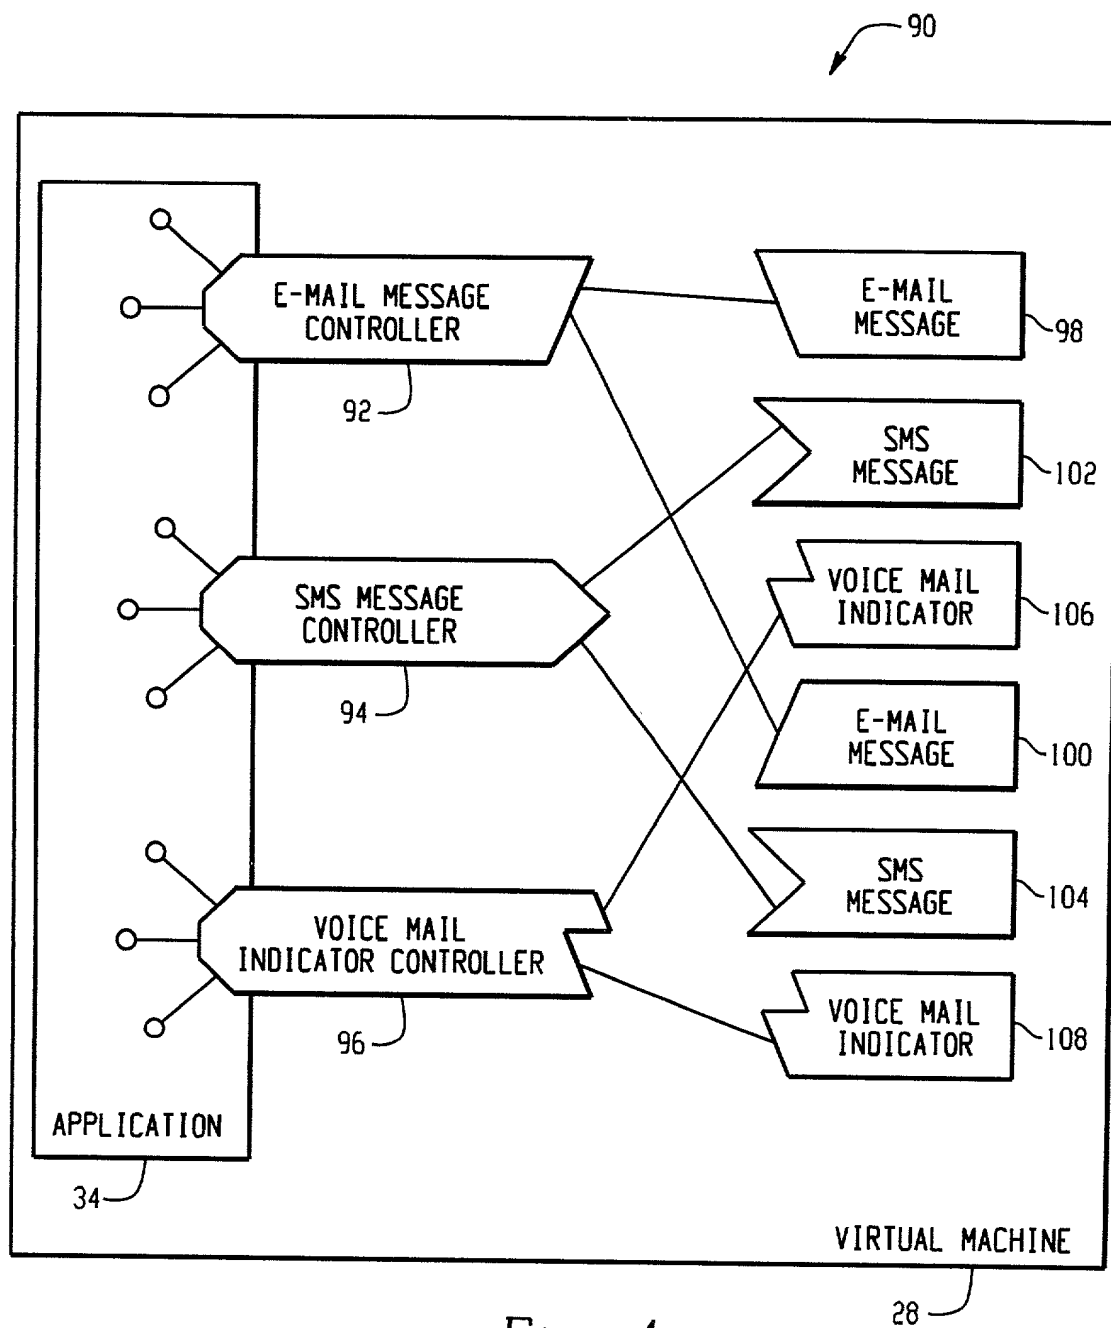 90
E-MAIL MESSAGE
CONTROLLER
92
E-MAIL
MESSAGE
98
SMS
MESSAGE
102
SMS MESSAGE
CONTROLLER
94
VOICE MAIL
INDICATOR
106
E-MAIL
MESSAGE
100
SMS
MESSAGE
104
VOICE MAIL
INDICATOR CONTROLLER
96
VOICE MAIL
INDICATOR
108
APPLICATION
34
VIRTUAL MACHINE
28